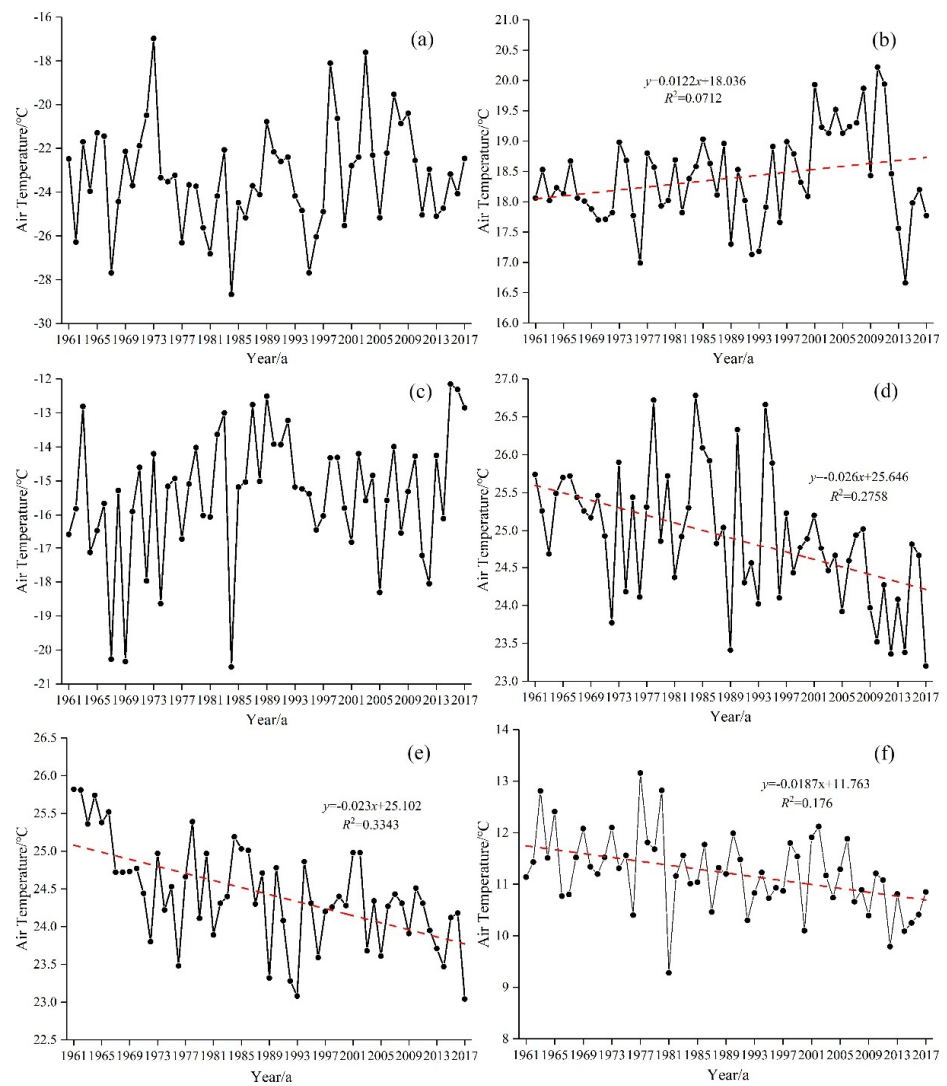 (a)
-16
-18
-20
-22
-24
-26
-28
-30
Air Temperature/°C
1961 1965 1969 1973 1977 1981 1985 1989 1993 1997 2001 2005 2009 2013 2017
Year/a
(b)
21.0
20.5
20.0
19.5
19.0
18.5
18.0
17.5
17.0
16.5
16.0
Air Temperature/°C
y=0.0122x+18.036
R²=0.0712
1961 1965 1969 1973 1977 1981 1985 1989 1993 1997 2001 2005 2009 2013 2017
Year/a
(c)
-12
-13
-14
-15
-16
-17
-18
-19
-20
-21
Air Temperature/°C
1961 1965 1969 1973 1977 1981 1985 1989 1993 1997 2001 2005 2009 2013 2017
Year/a
(d)
27.0
26.5
26.0
25.5
25.0
24.5
24.0
23.5
23.0
Air Temperature/°C
y=-0.026x+25.646
R²=0.2758
1961 1965 1969 1973 1977 1981 1985 1989 1993 1997 2001 2005 2009 2013 2017
Year/a
(e)
26.5
26.0
25.5
25.0
24.5
24.0
23.5
23.0
22.5
Air Temperature/°C
y=-0.023x+25.102
R²=0.3343
1961 1965 1969 1973 1977 1981 1985 1989 1993 1997 2001 2005 2009 2013 2017
Year/a
(f)
14
13
12
11
10
9
8
Air Temperature/°C
y=-0.0187x+11.763
R²=0.176
1961 1965 1969 1973 1977 1981 1985 1989 1993 1997 2001 2005 2009 2013 2017
Year/a